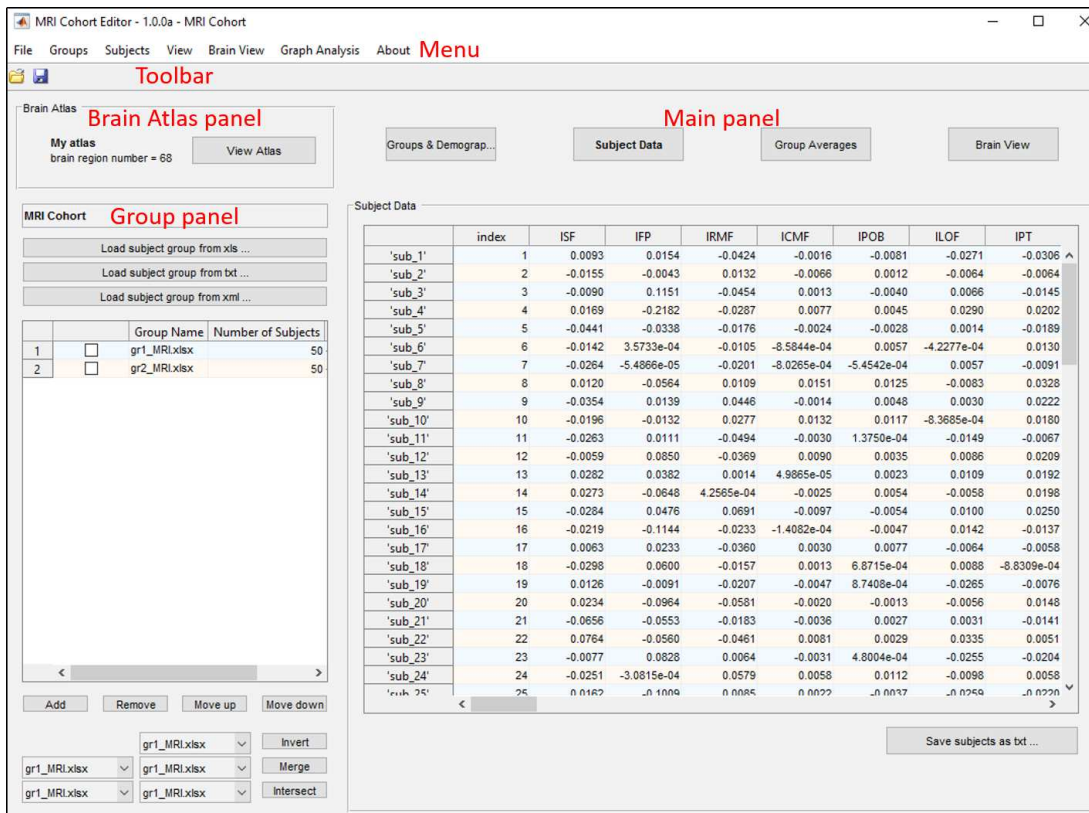 MRI Cohort Editor - 1.0.0a - MRI Cohort
File Groups Subjects View Brain View Graph Analysis About Menu
Toolbar
Brain Atlas
Brain Atlas panel
My atlas
brain region number = 68
View Atlas
Main panel
Groups & Demograp... Subject Data Group Averages Brain View
MRI Cohort Group panel
Load subject group from xls ...
Load subject group from txt ...
Load subject group from xml ...
Group Name Number of Subjects
1 gr1_MRI.xlsx 50
2 gr2_MRI.xlsx 50
Add Remove Move up Move down
gr1_MRI.xlsx Invert
gr1_MRI.xlsx gr1_MRI.xlsx Merge
gr1_MRI.xlsx gr1_MRI.xlsx Intersect
Subject Data
index lSF lFP lRMF lCMF lPOB lLOF lPT
'sub_1' 1 0.0093 0.0154 -0.0424 -0.0016 -0.0081 -0.0271 -0.0306
'sub_2' 2 -0.0155 -0.0043 0.0132 -0.0066 0.0012 -0.0064 -0.0064
'sub_3' 3 -0.0090 0.1151 -0.0454 0.0013 -0.0040 0.0066 -0.0145
'sub_4' 4 0.0169 -0.2182 -0.0287 0.0077 0.0045 0.0290 0.0202
'sub_5' 5 -0.0441 -0.0338 -0.0176 -0.0024 -0.0028 0.0014 -0.0189
'sub_6' 6 -0.0142 3.5733e-04 -0.0105 -8.5844e-04 0.0057 -4.2277e-04 0.0130
'sub_7' 7 -0.0264 -5.4866e-05 -0.0201 -8.0265e-04 -5.4542e-04 0.0057 -0.0091
'sub_8' 8 0.0120 -0.0564 0.0109 0.0151 0.0125 -0.0083 0.0328
'sub_9' 9 -0.0354 0.0139 0.0446 -0.0014 0.0048 0.0030 0.0222
'sub_10' 10 -0.0196 -0.0132 0.0277 0.0132 0.0117 -8.3685e-04 0.0180
'sub_11' 11 -0.0263 0.0111 -0.0494 -0.0030 1.3750e-04 -0.0149 -0.0067
'sub_12' 12 -0.0059 0.0850 -0.0369 0.0090 0.0035 0.0086 0.0209
'sub_13' 13 0.0282 0.0382 0.0014 4.9865e-05 0.0023 0.0109 0.0192
'sub_14' 14 0.0273 -0.0648 4.2565e-04 -0.0025 0.0054 -0.0058 0.0198
'sub_15' 15 -0.0284 0.0476 0.0691 -0.0097 -0.0054 0.0100 0.0250
'sub_16' 16 -0.0219 -0.1144 -0.0233 -1.4082e-04 -0.0047 0.0142 -0.0137
'sub_17' 17 0.0063 0.0233 -0.0360 0.0030 0.0077 -0.0064 -0.0058
'sub_18' 18 -0.0298 0.0600 -0.0157 0.0013 6.8715e-04 0.0088 -8.8309e-04
'sub_19' 19 0.0126 -0.0091 -0.0207 -0.0047 8.7408e-04 -0.0265 -0.0076
'sub_20' 20 0.0234 -0.0964 -0.0581 -0.0020 -0.0013 -0.0056 0.0148
'sub_21' 21 -0.0656 -0.0553 -0.0183 -0.0036 0.0027 0.0031 -0.0141
'sub_22' 22 0.0764 -0.0560 -0.0461 0.0081 0.0029 0.0335 0.0051
'sub_23' 23 -0.0077 0.0828 0.0064 -0.0031 4.8004e-04 -0.0255 -0.0204
'sub_24' 24 -0.0251 -3.0815e-04 0.0579 0.0058 0.0112 -0.0098 0.0058
'sub_25' 25 0.0162 -0.1009 0.0085 0.0022 -0.0037 -0.0259 -0.0220
Save subjects as txt ...